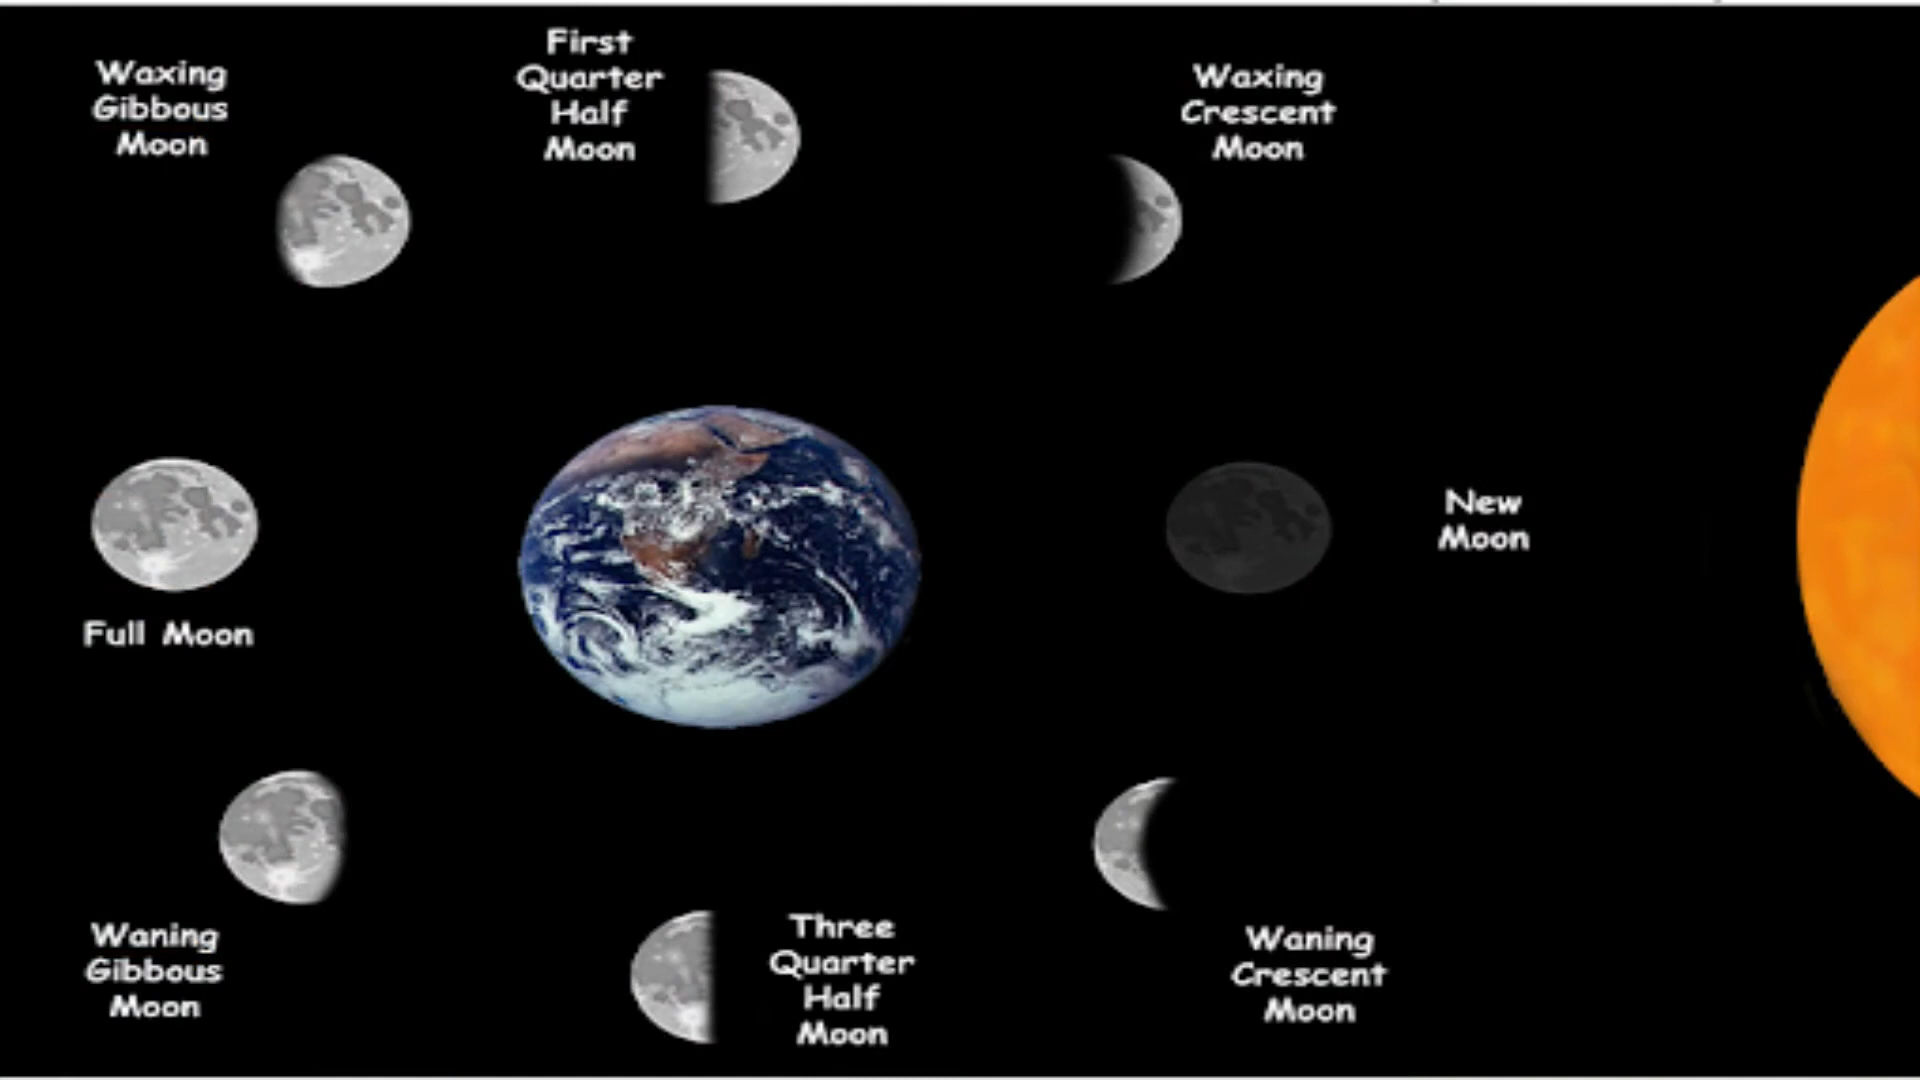 Waxing
Gibbous
Moon
First
Quarter
Half
Moon
Waxing
Crescent
Moon
Full Moon
New
Moon
Waning
Gibbous
Moon
Three
Quarter
Half
Moon
Waning
Crescent
Moon